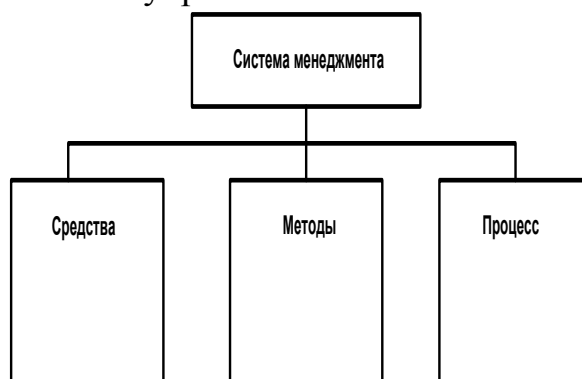 Система менеджмента
Средства
Методы
Процесс